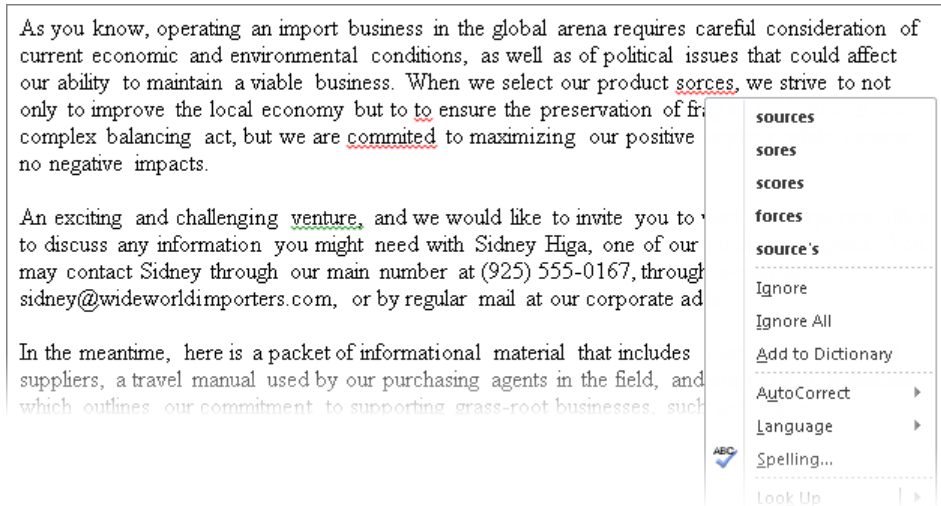 As you know, operating an import business in the global arena requires careful consideration of
current economic and environmental conditions, as well as of political issues that could affect
our ability to maintain a viable business. When we select our product sorces, we strive to not
only to improve the local economy but to to ensure the preservation of
complex balancing act, but we are commited to maximizing our positive
no negative impacts.
An exciting and challenging venture, and we would like to invite you to
to discuss any information you might need with Sidney Higa, one of our
may contact Sidney through our main number at (925) 555-0167, through
sidney@wideworldimporters.com, or by regular mail at our corporate
In the meantime, here is a packet of informational material that includes
suppliers, a travel manual used by our purchasing agents in the field, and
which outlines our commitment to supporting grass-root businesses, such
sources
sores
scores
forces
source's
Ignore
Ignore All
Add to Dictionary
AutoCorrect
Language
ABC
Spelling...
Look Up